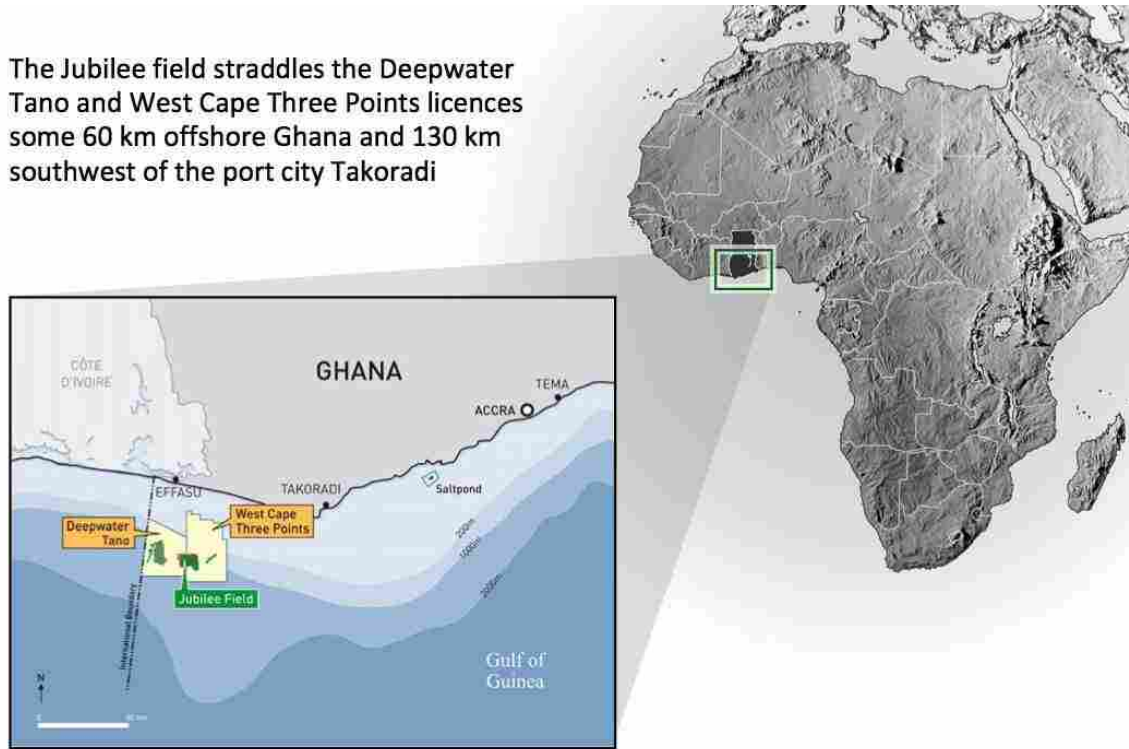 The Jubilee field straddles the Deepwater
Tano and West Cape Three Points licences
some 60 km offshore Ghana and 130 km
southwest of the port city Takoradi
CÔTE
D'IVOIRE
GHANA
TEMA
ACCRA
EFFASU
TAKORADI
Saltpond
Deepwater
Tano
West Cape
Three Points
200m
1000m
2000m
Jubilee Field
International Boundary
Gulf of
Guinea
N
0